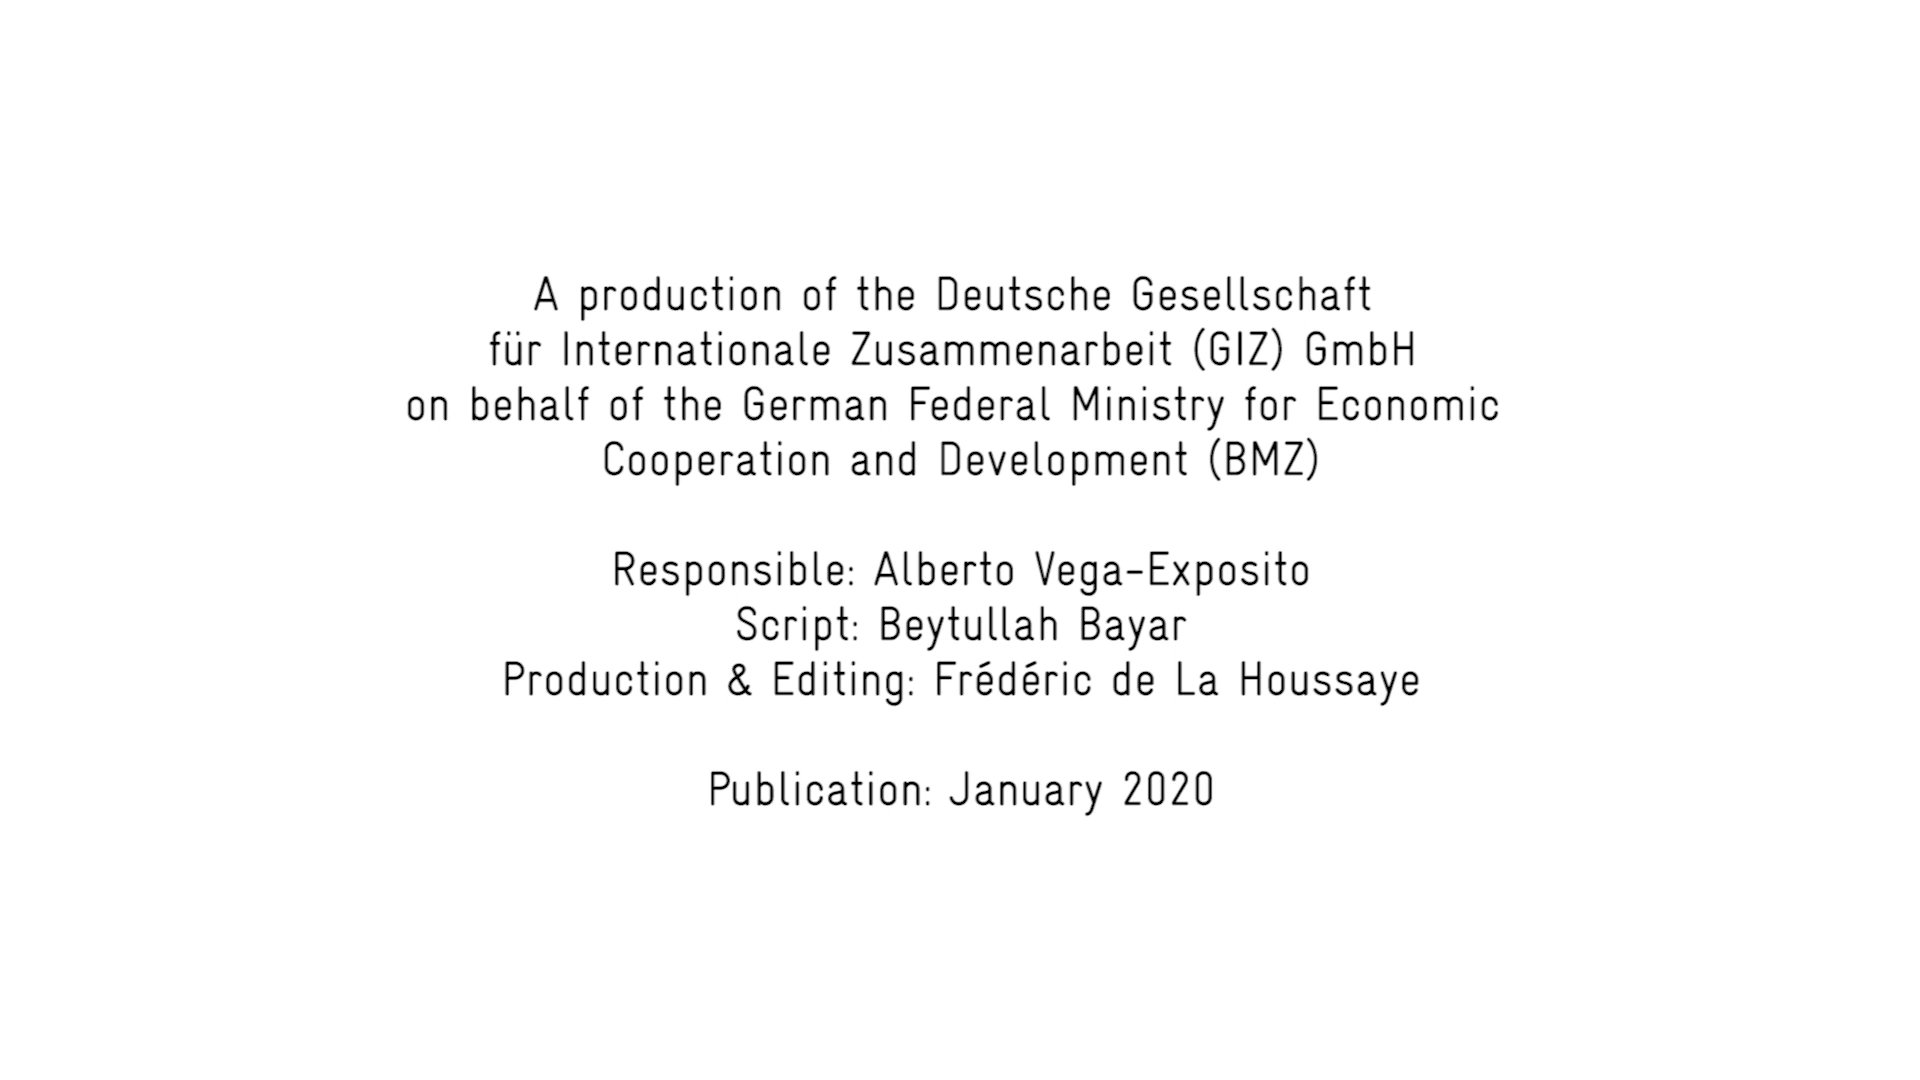 A production of the Deutsche Gesellschaft
für Internationale Zusammenarbeit (GIZ) GmbH
on behalf of the German Federal Ministry for Economic
Cooperation and Development (BMZ)
Responsible: Alberto Vega-Exposito
Script: Beytullah Bayar
Production & Editing: Frédéric de La Houssaye
Publication: January 2020